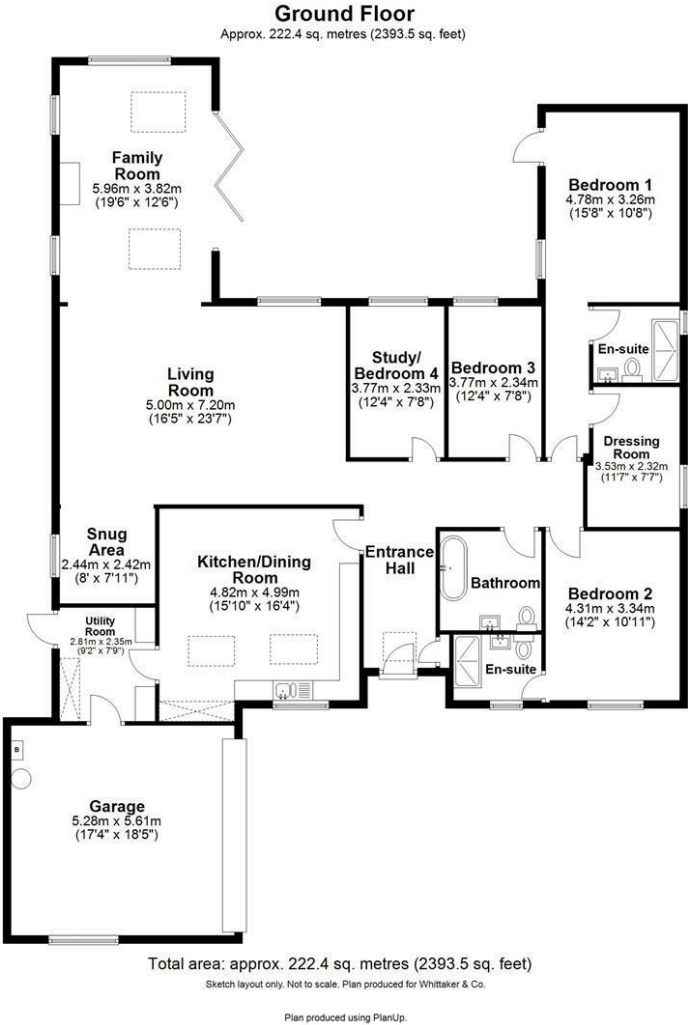 Ground Floor
Approx. 222.4 sq. metres (2393.5 sq. feet)
Family
Room
5.96m x 3.82m
(19'6" x 12'6")
Bedroom 1
4.78m x 3.26m
(15'8" x 10'8")
Living
Room
5.00m x 7.20m
(16'5" x 23'7")
Study/
Bedroom 4
3.77m x 2.33m
(12'4" x 7'8")
Bedroom 3
3.77m x 2.34m
(12'4" x 7'8")
En-suite
Dressing
Room
3.53m x 2.32m
(11'7" x 7'7")
Snug
Area
2.44m x 2.42m
(8' x 7'11")
Kitchen/Dining
Room
4.82m x 4.99m
(15'10" x 16'4")
Entrance
Hall
Bathroom
Bedroom 2
4.31m x 3.34m
(14'2" x 10'11")
Utility
Room
2.81m x 2.35m
(9'2" x 7'9")
En-suite
B
Garage
5.28m x 5.61m
(17'4" x 18'5")
Total area: approx. 222.4 sq. metres (2393.5 sq. feet)
Sketch layout only. Not to scale. Plan produced for Whittaker & Co.
Plan produced using PlanUp.